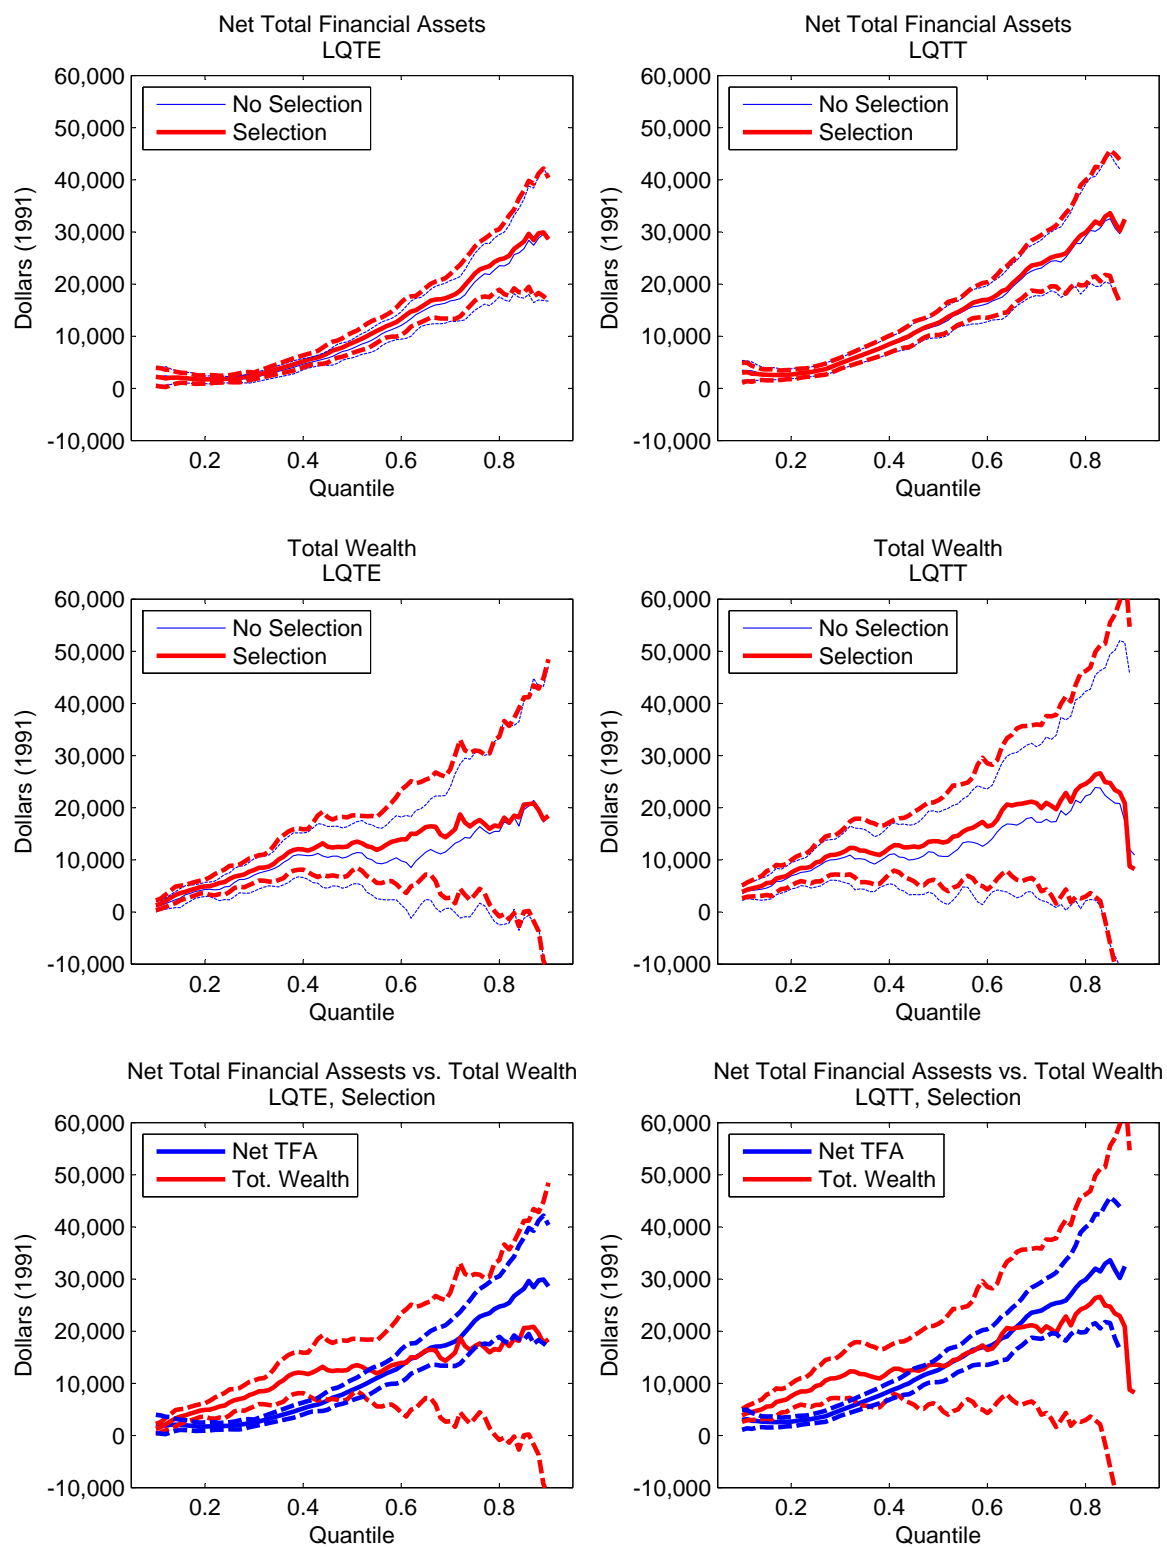 Net Total Financial Assets
LQTE
60,000
50,000
40,000
30,000
20,000
10,000
0
-10,000
Dollars (1991)
No Selection
Selection
0.2
0.4
0.6
0.8
Quantile
Net Total Financial Assets
LQTT
60,000
50,000
40,000
30,000
20,000
10,000
0
-10,000
Dollars (1991)
No Selection
Selection
0.2
0.4
0.6
0.8
Quantile
Total Wealth
LQTE
60,000
50,000
40,000
30,000
20,000
10,000
0
-10,000
Dollars (1991)
No Selection
Selection
0.2
0.4
0.6
0.8
Quantile
Total Wealth
LQTT
60,000
50,000
40,000
30,000
20,000
10,000
0
-10,000
Dollars (1991)
No Selection
Selection
0.2
0.4
0.6
0.8
Quantile
Net Total Financial Assests vs. Total Wealth
LQTE, Selection
60,000
50,000
40,000
30,000
20,000
10,000
0
-10,000
Dollars (1991)
Net TFA
Tot. Wealth
0.2
0.4
0.6
0.8
Quantile
Net Total Financial Assests vs. Total Wealth
LQTT, Selection
60,000
50,000
40,000
30,000
20,000
10,000
0
-10,000
Dollars (1991)
Net TFA
Tot. Wealth
0.2
0.4
0.6
0.8
Quantile